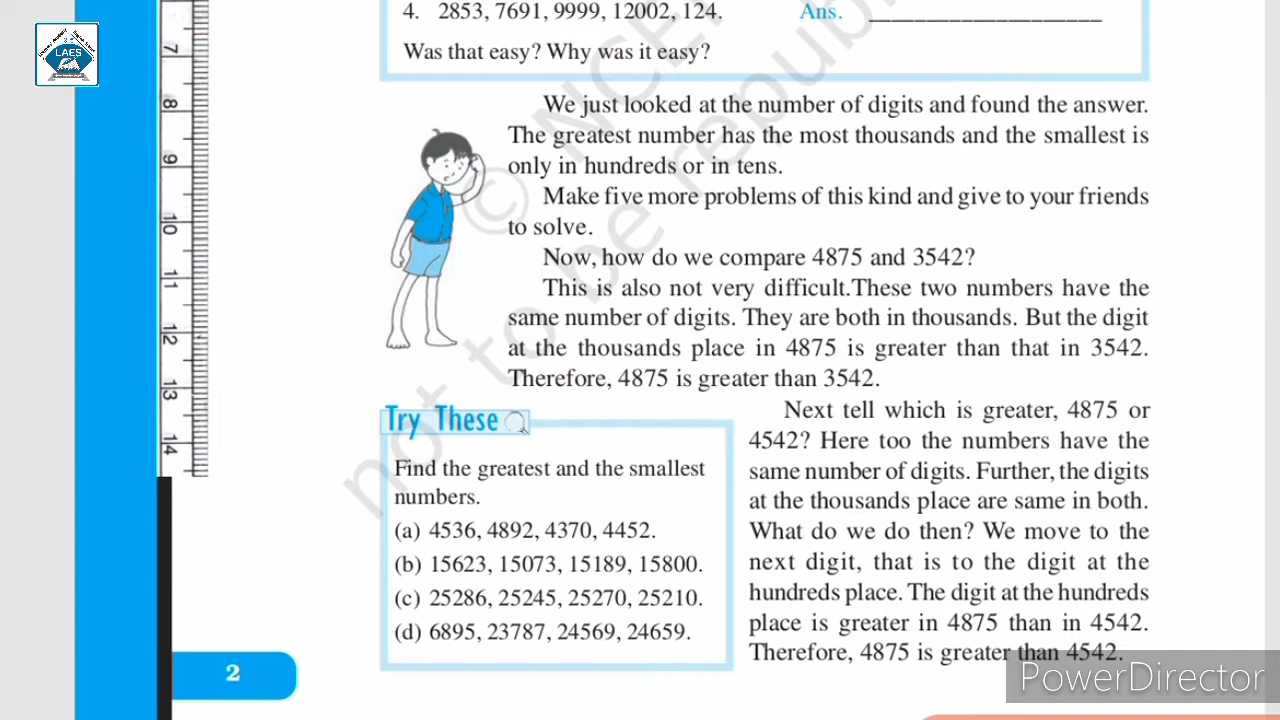 LAES
4. 2853, 7691, 9999, 12002, 124. Ans. ____________________
Was that easy? Why was it easy?
We just looked at the number of digits and found the answer.
The greatest number has the most thousands and the smallest is
only in hundreds or in tens.
Make five more problems of this kind and give to your friends
to solve.
Now, how do we compare 4875 and 3542?
This is also not very difficult.These two numbers have the
same number of digits. They are both in thousands. But the digit
at the thousands place in 4875 is greater than that in 3542.
Therefore, 4875 is greater than 3542.
Try These
Find the greatest and the smallest
numbers.
(a) 4536, 4892, 4370, 4452.
(b) 15623, 15073, 15189, 15800.
(c) 25286, 25245, 25270, 25210.
(d) 6895, 23787, 24569, 24659.
Next tell which is greater, 4875 or
4542? Here too the numbers have the
same number of digits. Further, the digits
at the thousands place are same in both.
What do we do then? We move to the
next digit, that is to the digit at the
hundreds place. The digit at the hundreds
place is greater in 4875 than in 4542.
Therefore, 4875 is greater than 4542.
7
8
9
10
11
12
13
14
2
© NCE
not to be republ
PowerDirector